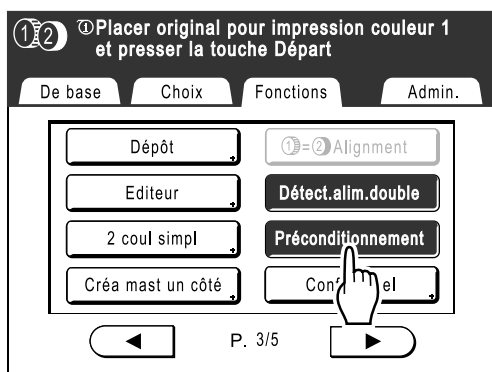 ①② ①Placer original pour impression couleur 1
et presser la touche Départ
De base Choix Fonctions Admin.
Dépôt ①=②Alignment
Editeur Détect.alim.double
2 coul simpl Préconditionnement
Créa mast un côté
P. 3/5